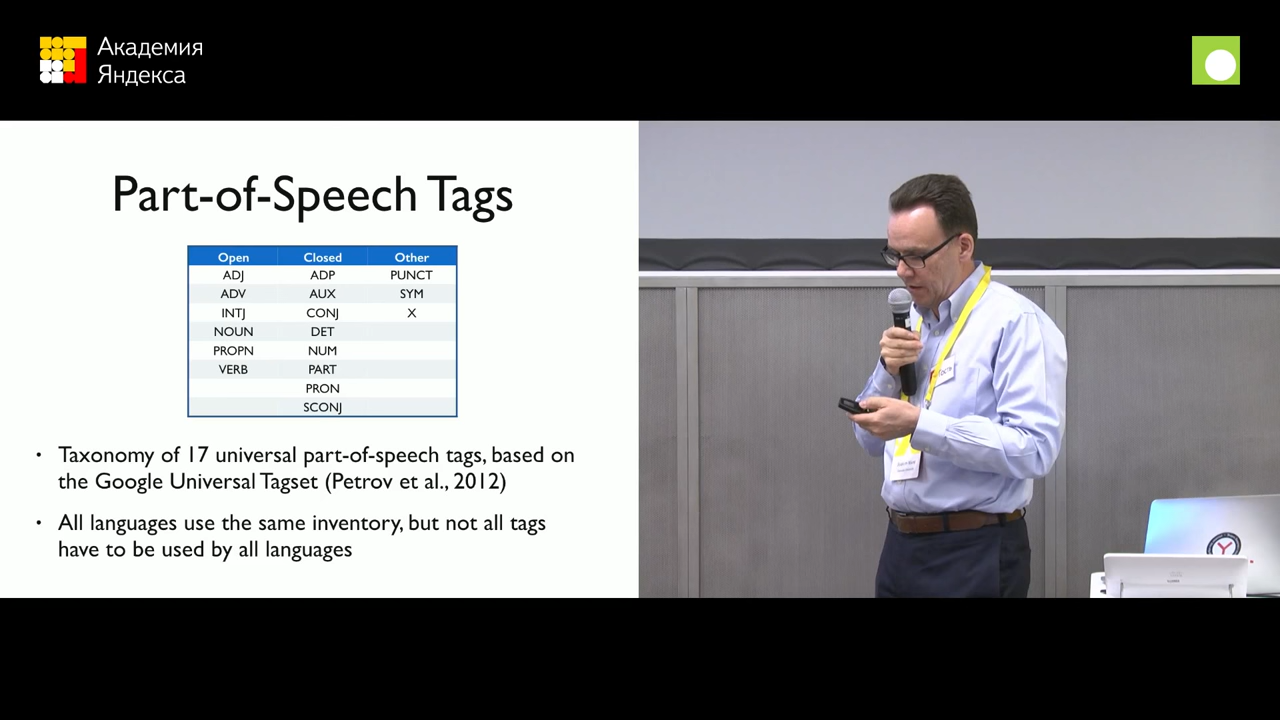 Академия
Яндекса
Part-of-Speech Tags
Open Closed Other
ADJ ADP PUNCT
ADV AUX SYM
INTJ CONJ X
NOUN DET
PROPN NUM
VERB PART
PRON
SCONJ
• Taxonomy of 17 universal part-of-speech tags, based on
the Google Universal Tagset (Petrov et al., 2012)
• All languages use the same inventory, but not all tags
have to be used by all languages